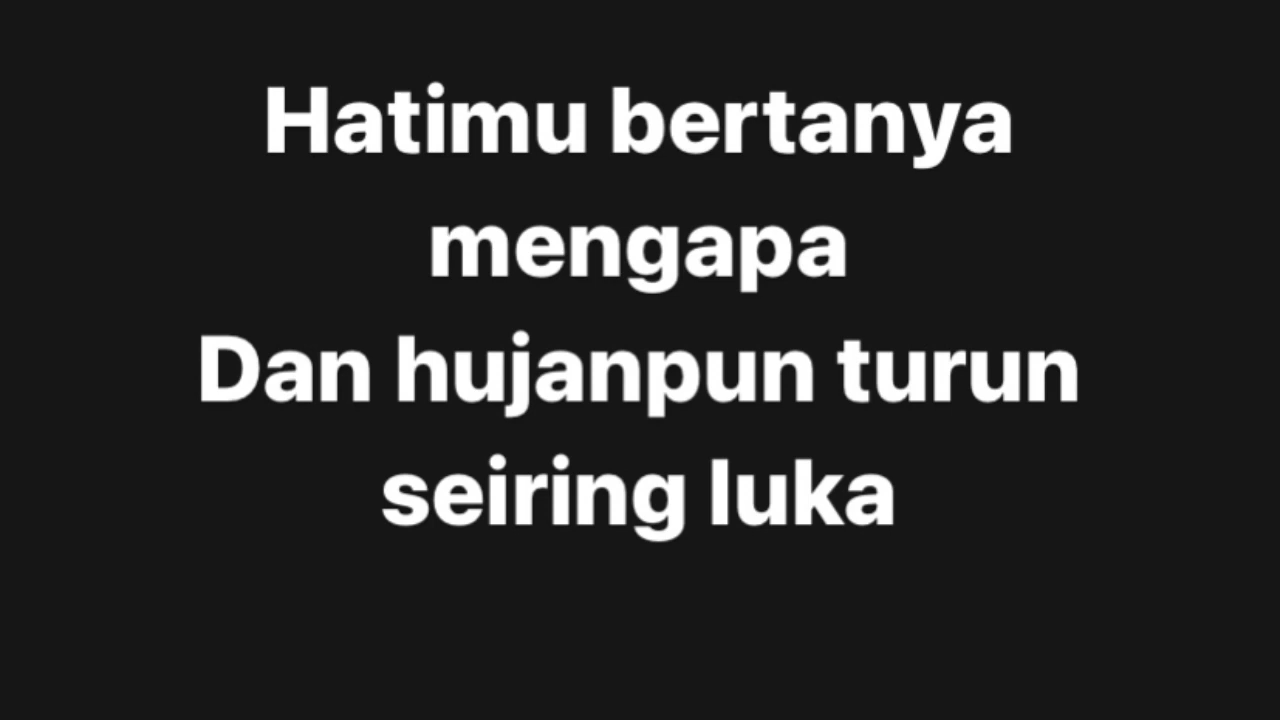 Hatimu bertanya
mengapa
Dan hujanpun turun
seiring luka